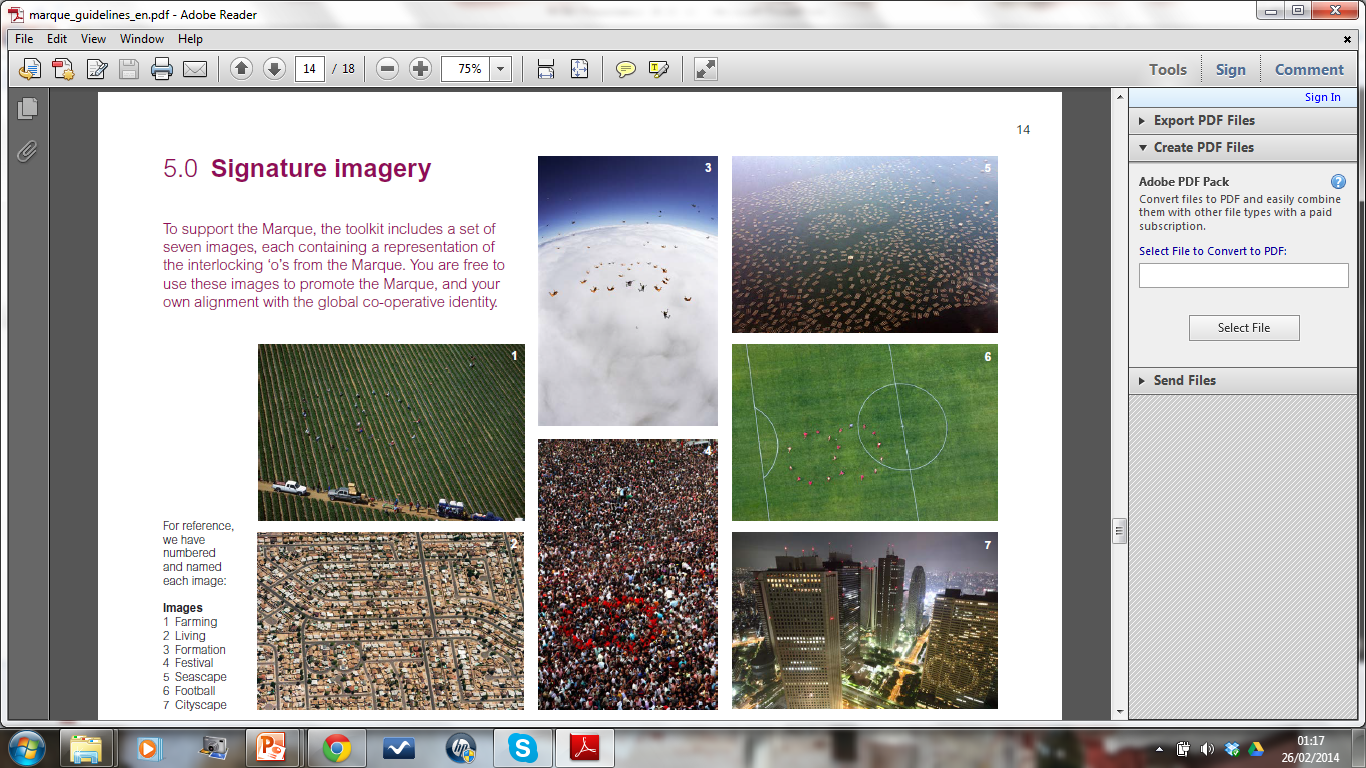 marque_guidelines_en.pdf - Adobe Reader
File Edit View Window Help
14 / 18 75% Tools Sign Comment
Sign In
Export PDF Files
Create PDF Files
Adobe PDF Pack
Convert files to PDF and easily combine
them with other file types with a paid
subscription.
Select File to Convert to PDF:
Select File
Send Files
14
5.0 Signature imagery
To support the Marque, the toolkit includes a set of
seven images, each containing a representation of
the interlocking ‘o’s from the Marque. You are free to
use these images to promote the Marque, and your
own alignment with the global co-operative identity.
3
5
1
6
4
2
7
For reference,
we have
numbered
and named
each image:
Images
1 Farming
2 Living
3 Formation
4 Festival
5 Seascape
6 Football
7 Cityscape
01:17
26/02/2014